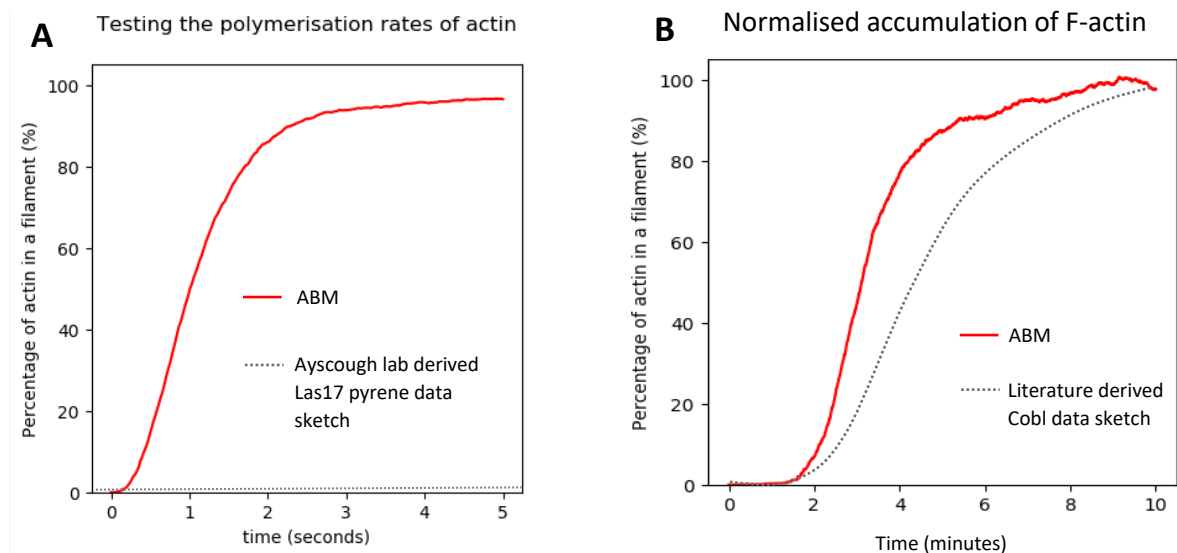 A
Testing the polymerisation rates of actin
Percentage of actin in a filament (%)
100
80
60
40
20
0
ABM
Ayscough lab derived
Las17 pyrene data
sketch
0 1 2 3 4 5
time (seconds)
B
Normalised accumulation of F-actin
Percentage of actin in a filament (%)
100
80
60
40
20
0
ABM
Literature derived
Cobl data sketch
0 2 4 6 8 10
Time (minutes)